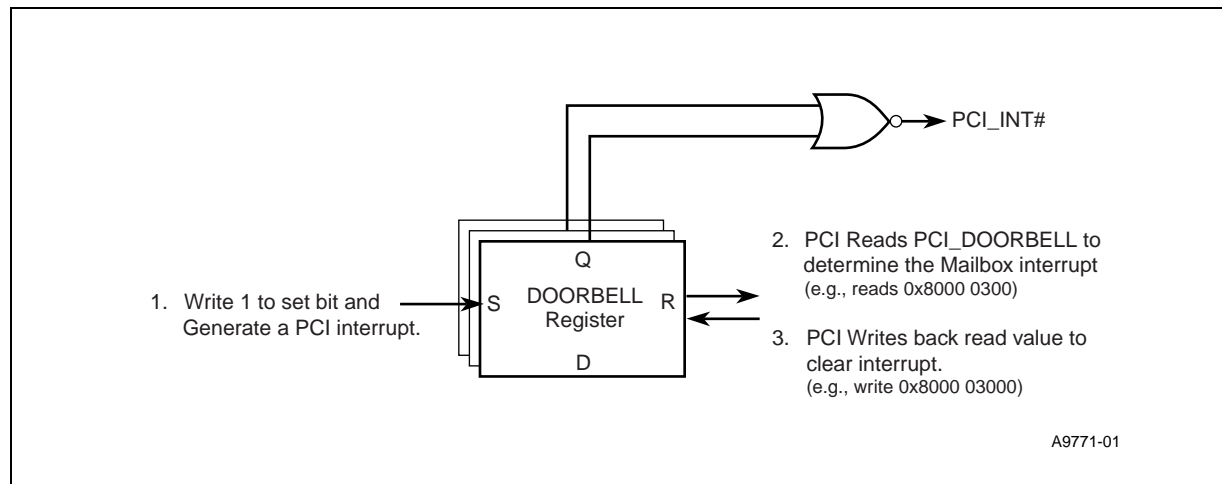 PCI_INT#
1. Write 1 to set bit and
Generate a PCI interrupt.
S
Q
DOORBELL
Register
R
D
2. PCI Reads PCI_DOORBELL to
determine the Mailbox interrupt
(e.g., reads 0x8000 0300)
3. PCI Writes back read value to
clear interrupt.
(e.g., write 0x8000 03000)
A9771-01